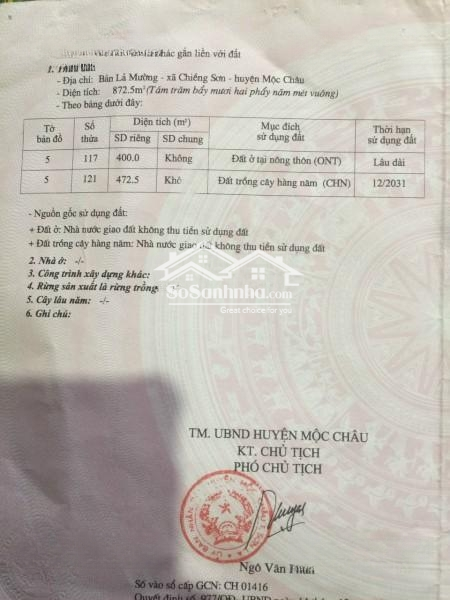 khác gắn liền với đất
- Địa chỉ: Bản Lả Mường - xã Chiềng Sơn - huyện Mộc Châu
- Diện tích: 872.5m² (Tám trăm bẩy mươi hai phẩy năm mét vuông)
- Theo bảng dưới đây:
Tờ bản đồ Số thửa Diện tích (m²) Mục đích sử dụng đất Thời hạn sử dụng đất
SD riêng SD chung
5 117 400.0 Không Đất ở tại nông thôn (ONT) Lâu dài
5 121 472.5 Khô Đất trồng cây hàng năm (CHN) 12/2031
- Nguồn gốc sử dụng đất:
+ Đất ở: Nhà nước giao đất không thu tiền sử dụng đất
+ Đất trồng cây hàng năm: Nhà nước giao đất không thu tiền sử dụng đất
2. Nhà ở: -/-
3. Công trình xây dựng khác:
4. Rừng sản xuất là rừng trồng:
5. Cây lâu năm: -/-
6. Ghi chú:
SoSanhnha.com
Great choice for you
TM. UBND HUYỆN MỘC CHÂU
KT. CHỦ TỊCH
PHÓ CHỦ TỊCH
Ngô Văn
Số vào sổ cấp GCN: CH 01416